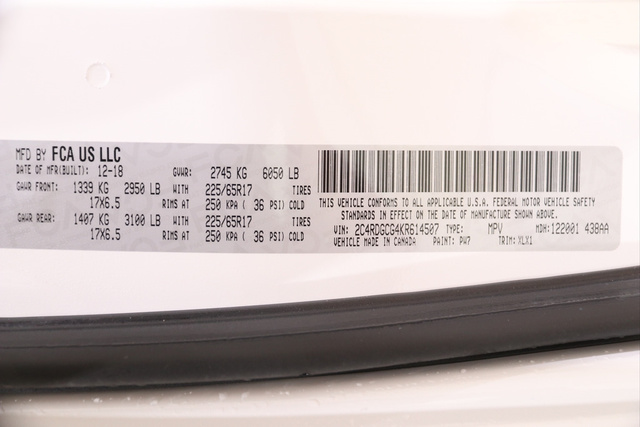 MFD BY FCA US LLC
DATE OF MFR(BUILT): 12-18 GVWR: 2745 KG 6050 LB
GAWR FRONT: 1339 KG 2950 LB WITH 225/65R17 TIRES
17X6.5 RIMS AT 250 KPA ( 36 PSI) COLD
GAWR REAR: 1407 KG 3100 LB WITH 225/65R17 TIRES
17X6.5 RIMS AT 250 KPA ( 36 PSI) COLD
THIS VEHICLE CONFORMS TO ALL APPLICABLE U.S.A. FEDERAL MOTOR VEHICLE SAFETY
STANDARDS IN EFFECT ON THE DATE OF MANUFACTURE SHOWN ABOVE.
VIN: 2C4RDGCG4KR614507 TYPE: MPV MDH: 122001 438AA
VEHICLE MADE IN CANADA PAINT: PW7 TRIM: XLX1